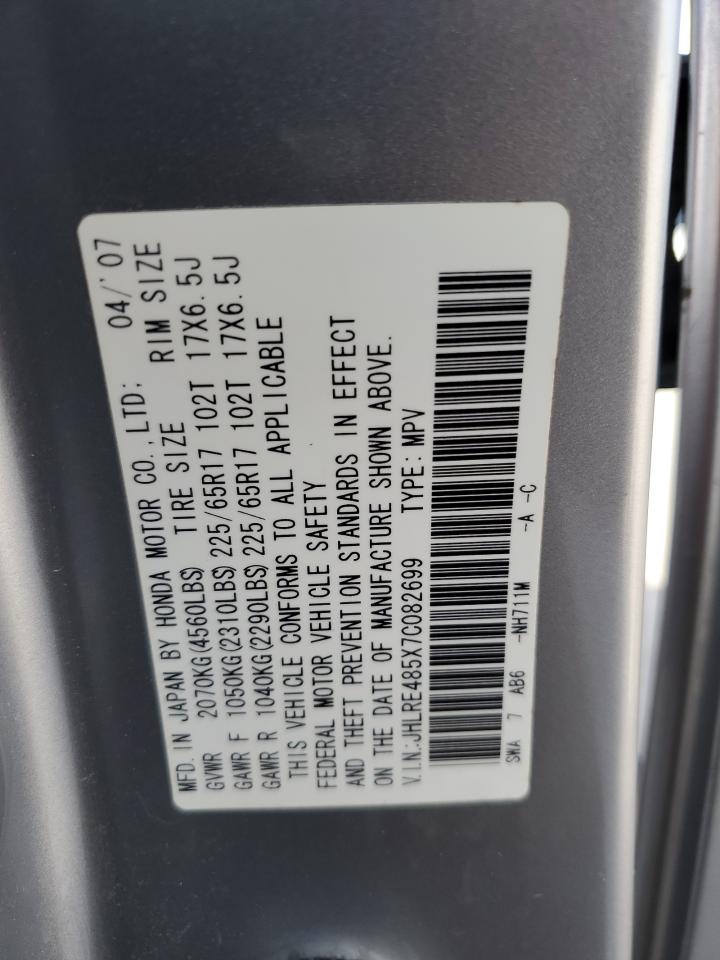 MFD. IN JAPAN BY HONDA MOTOR CO.,LTD: 04/'07
GVWR 2070KG(4560LBS) TIRE SIZE RIM SIZE
GAWR F 1050KG(2310LBS) 225/65R17 102T 17X6.5J
GAWR R 1040KG(2290LBS) 225/65R17 102T 17X6.5J
THIS VEHICLE CONFORMS TO ALL APPLICABLE
FEDERAL MOTOR VEHICLE SAFETY
AND THEFT PREVENTION STANDARDS IN EFFECT
ON THE DATE OF MANUFACTURE SHOWN ABOVE.
V.I.N.:JHLRE485X7C082699 TYPE: MPV
SWA 7 AB6 -NH711M -A -C